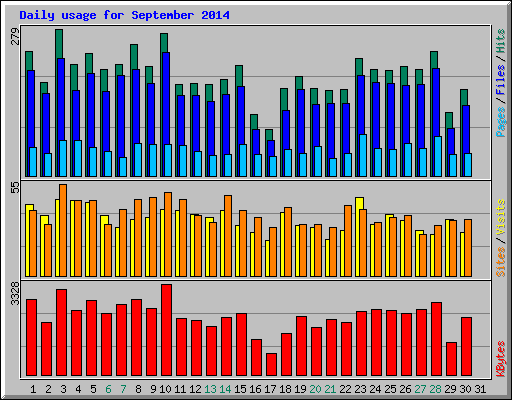 Daily usage for September 2014
279
Pages / Files / Hits
55
Sites / Visits
3328
KBytes
1 2 3 4 5 6 7 8 9 10 11 12 13 14 15 16 17 18 19 20 21 22 23 24 25 26 27 28 29 30 31